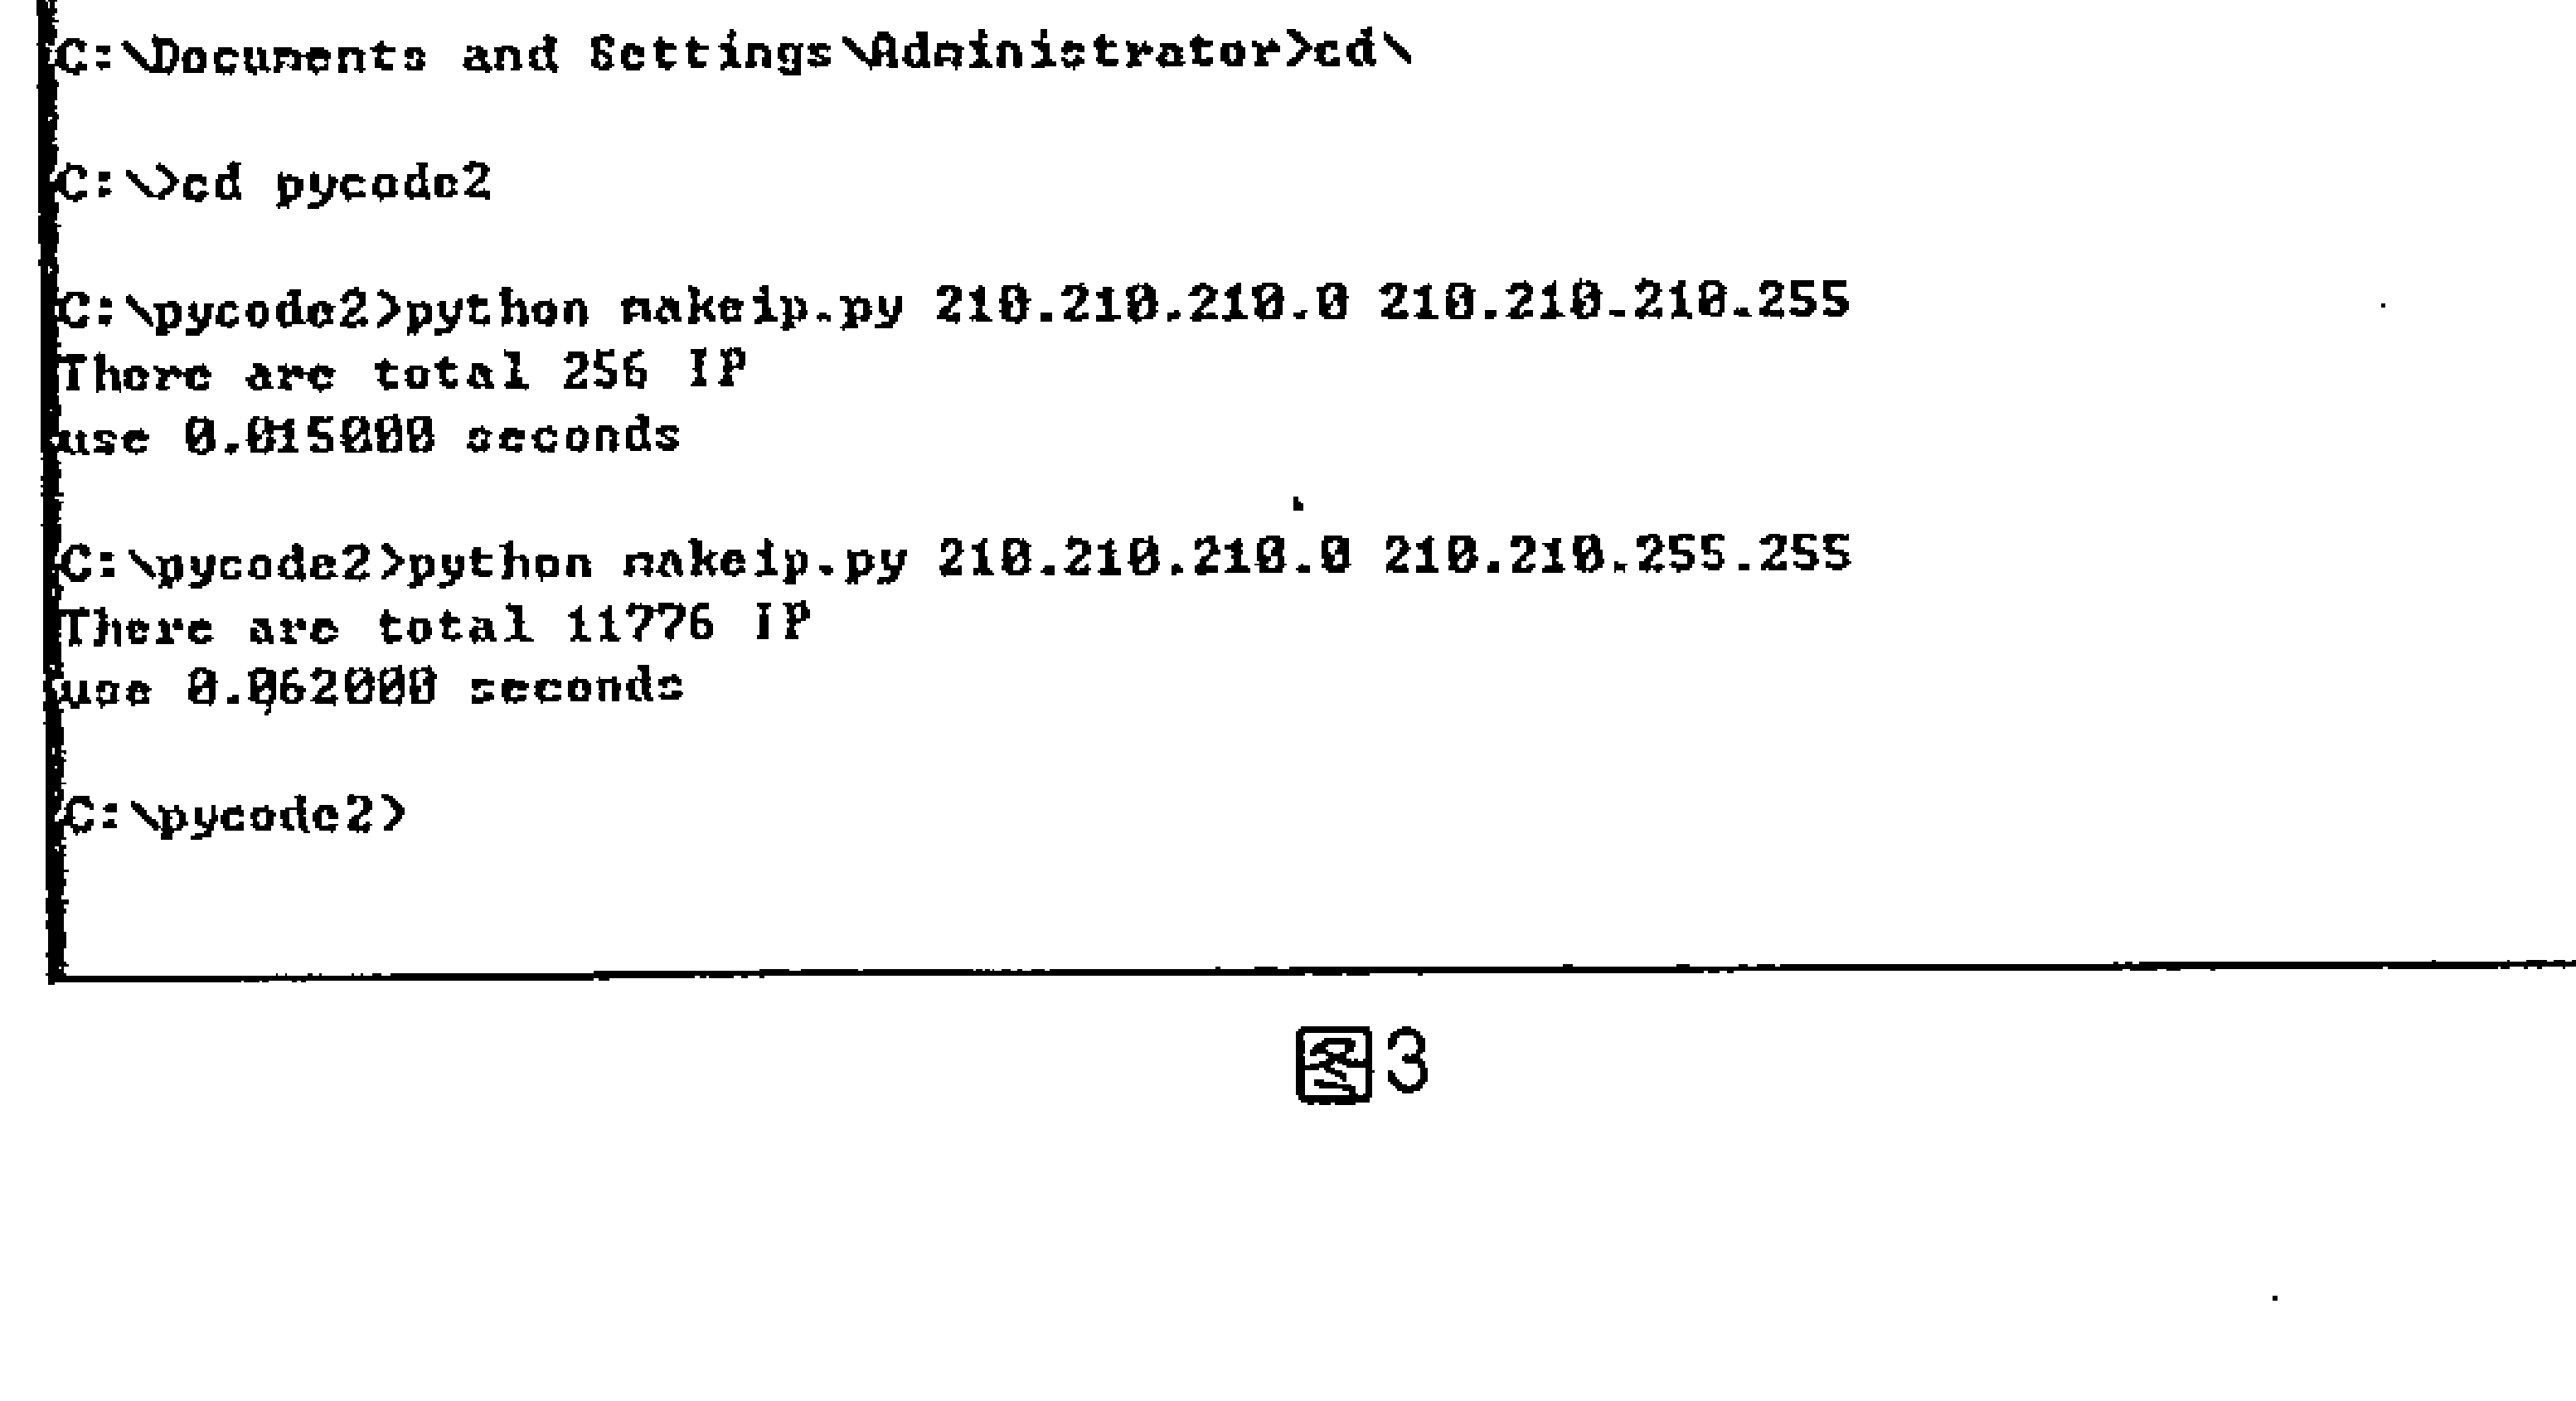 C:\Documents and Settings\Administrator>cd\
C:\>cd pycode2
C:\pycode2>python makeip.py 210.210.210.0 210.210.210.255
There are total 256 IP
use 0.015000 seconds
C:\pycode2>python makeip.py 210.210.210.0 210.210.255.255
There are total 11776 IP
use 0.062000 seconds
C:\pycode2>
图3